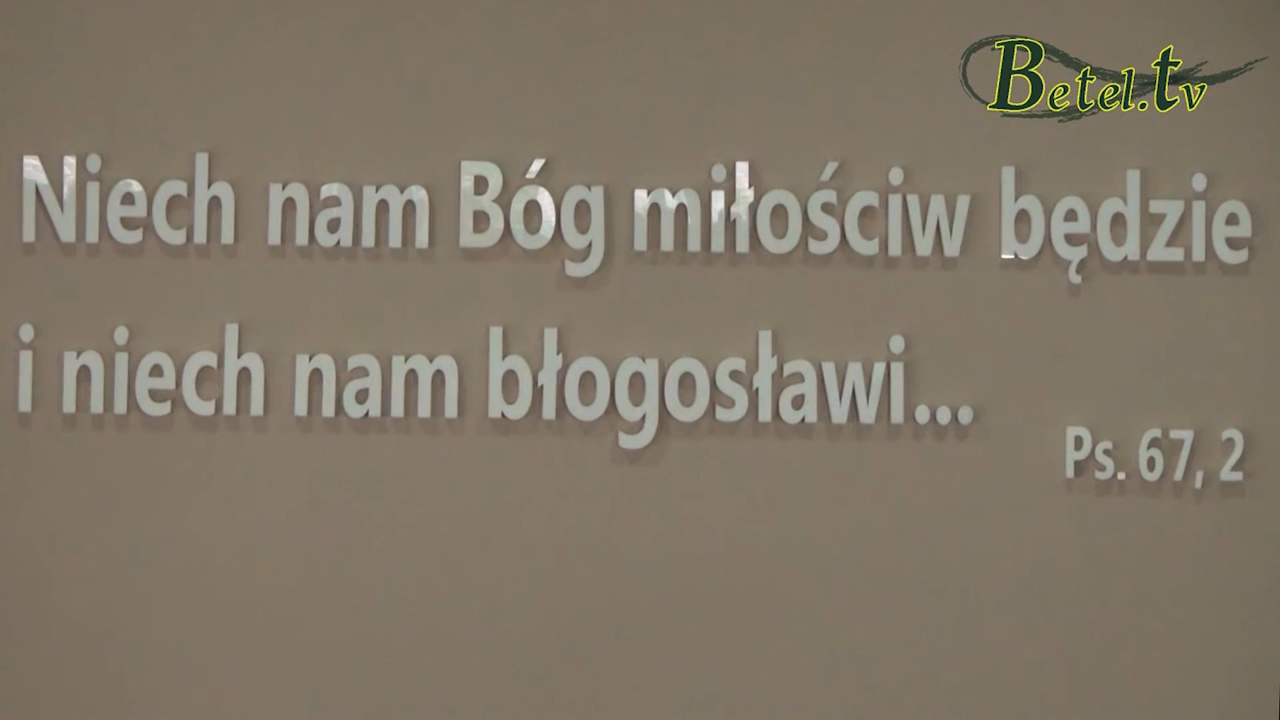 Betel.tv
Niech nam Bóg miłościw będzie
i niech nam błogosławi...
Ps. 67, 2